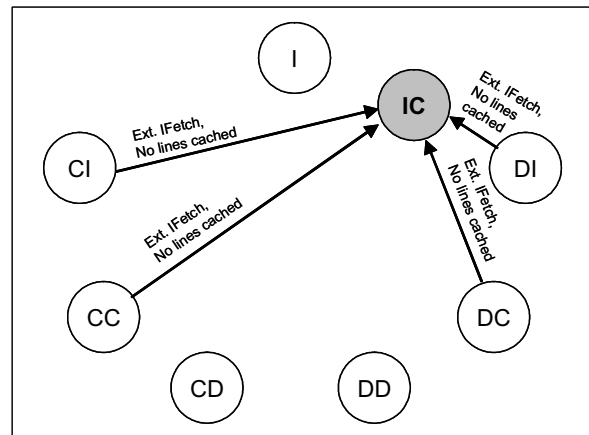 I
IC
Ext. IFetch,
No lines
cached
Ext. IFetch,
No lines cached
CI
DI
Ext. IFetch,
No lines cached
Ext. IFetch,
No lines cached
CC
DC
CD
DD